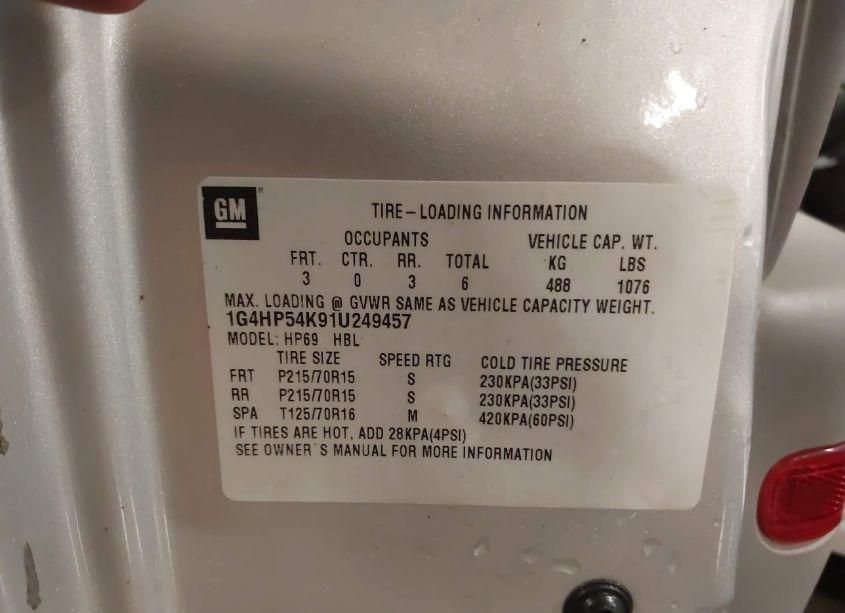 GM
TIRE-LOADING INFORMATION
OCCUPANTS VEHICLE CAP. WT.
FRT. CTR. RR. TOTAL KG LBS
3 0 3 6 488 1076
MAX. LOADING @ GVWR SAME AS VEHICLE CAPACITY WEIGHT.
1G4HP54K91U249457
MODEL: HP69 HBL
TIRE SIZE SPEED RTG COLD TIRE PRESSURE
FRT P215/70R15 S 230KPA(33PSI)
RR P215/70R15 S 230KPA(33PSI)
SPA T125/70R16 M 420KPA(60PSI)
IF TIRES ARE HOT, ADD 28KPA(4PSI)
SEE OWNER'S MANUAL FOR MORE INFORMATION